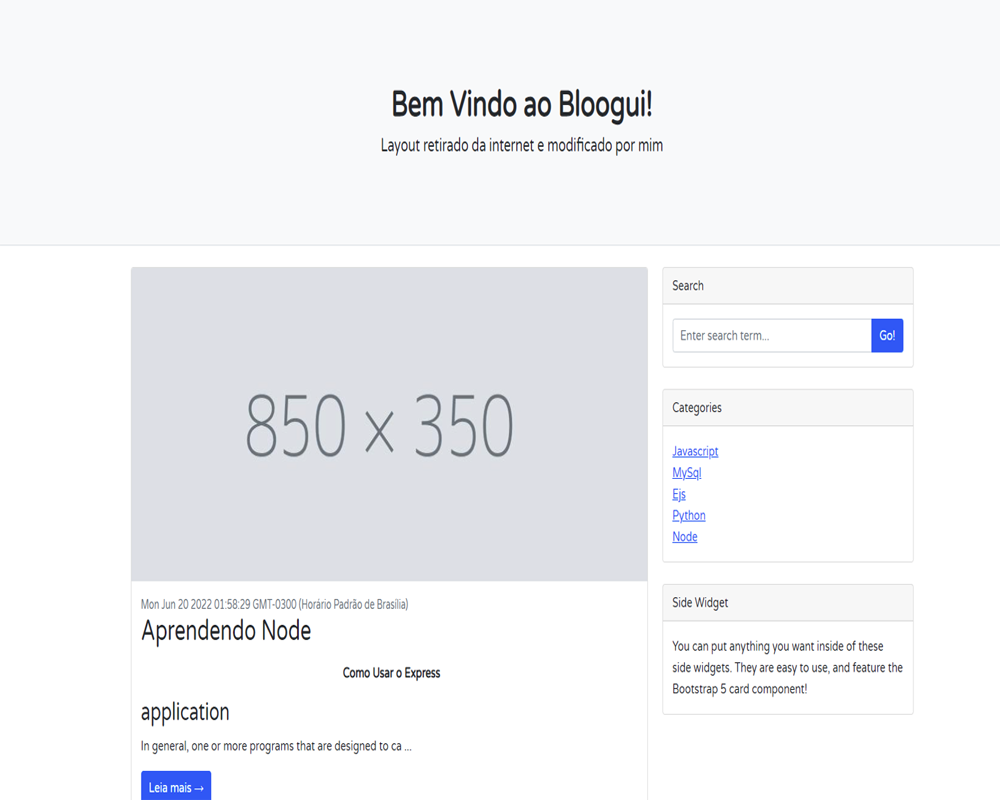 Bem Vindo ao Bloogui!
Layout retirado da internet e modificado por mim
850 × 350
Mon Jun 20 2022 01:58:29 GMT-0300 (Horário Padrão de Brasília)
Aprendendo Node
Como Usar o Express
application
In general, one or more programs that are designed to ca ...
Leia mais →
Search
Enter search term...
Go!
Categories
Javascript
MySql
Ejs
Python
Node
Side Widget
You can put anything you want inside of these
side widgets. They are easy to use, and feature the
Bootstrap 5 card component!